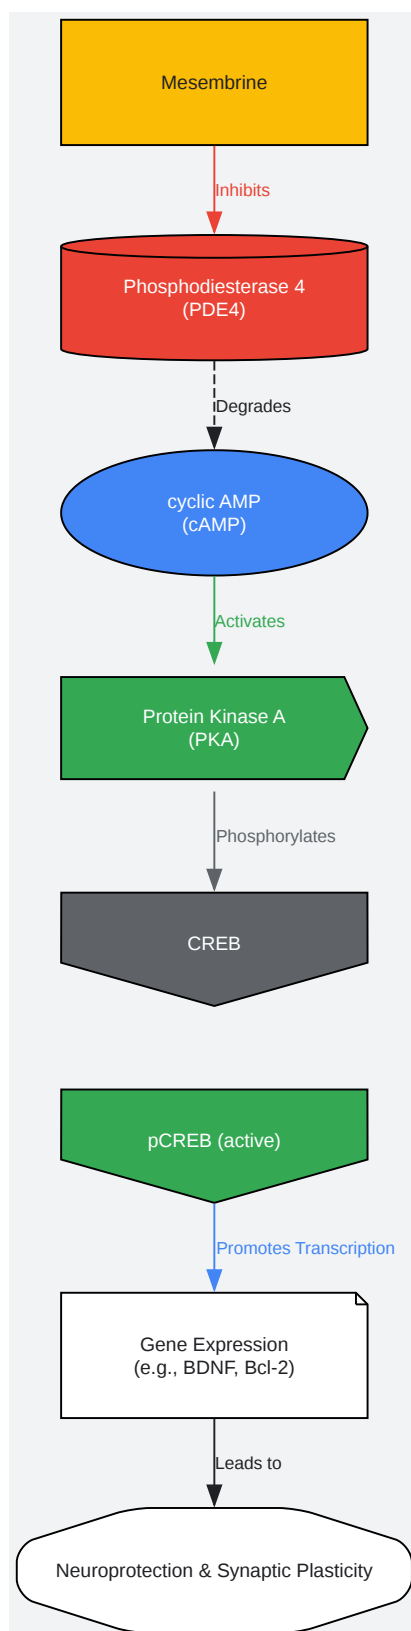 Mesembrine
Inhibits
Phosphodiesterase 4
(PDE4)
Degrades
cyclic AMP
(cAMP)
Activates
Protein Kinase A
(PKA)
Phosphorylates
CREB
pCREB (active)
Promotes Transcription
Gene Expression
(e.g., BDNF, Bcl-2)
Leads to
Neuroprotection & Synaptic Plasticity